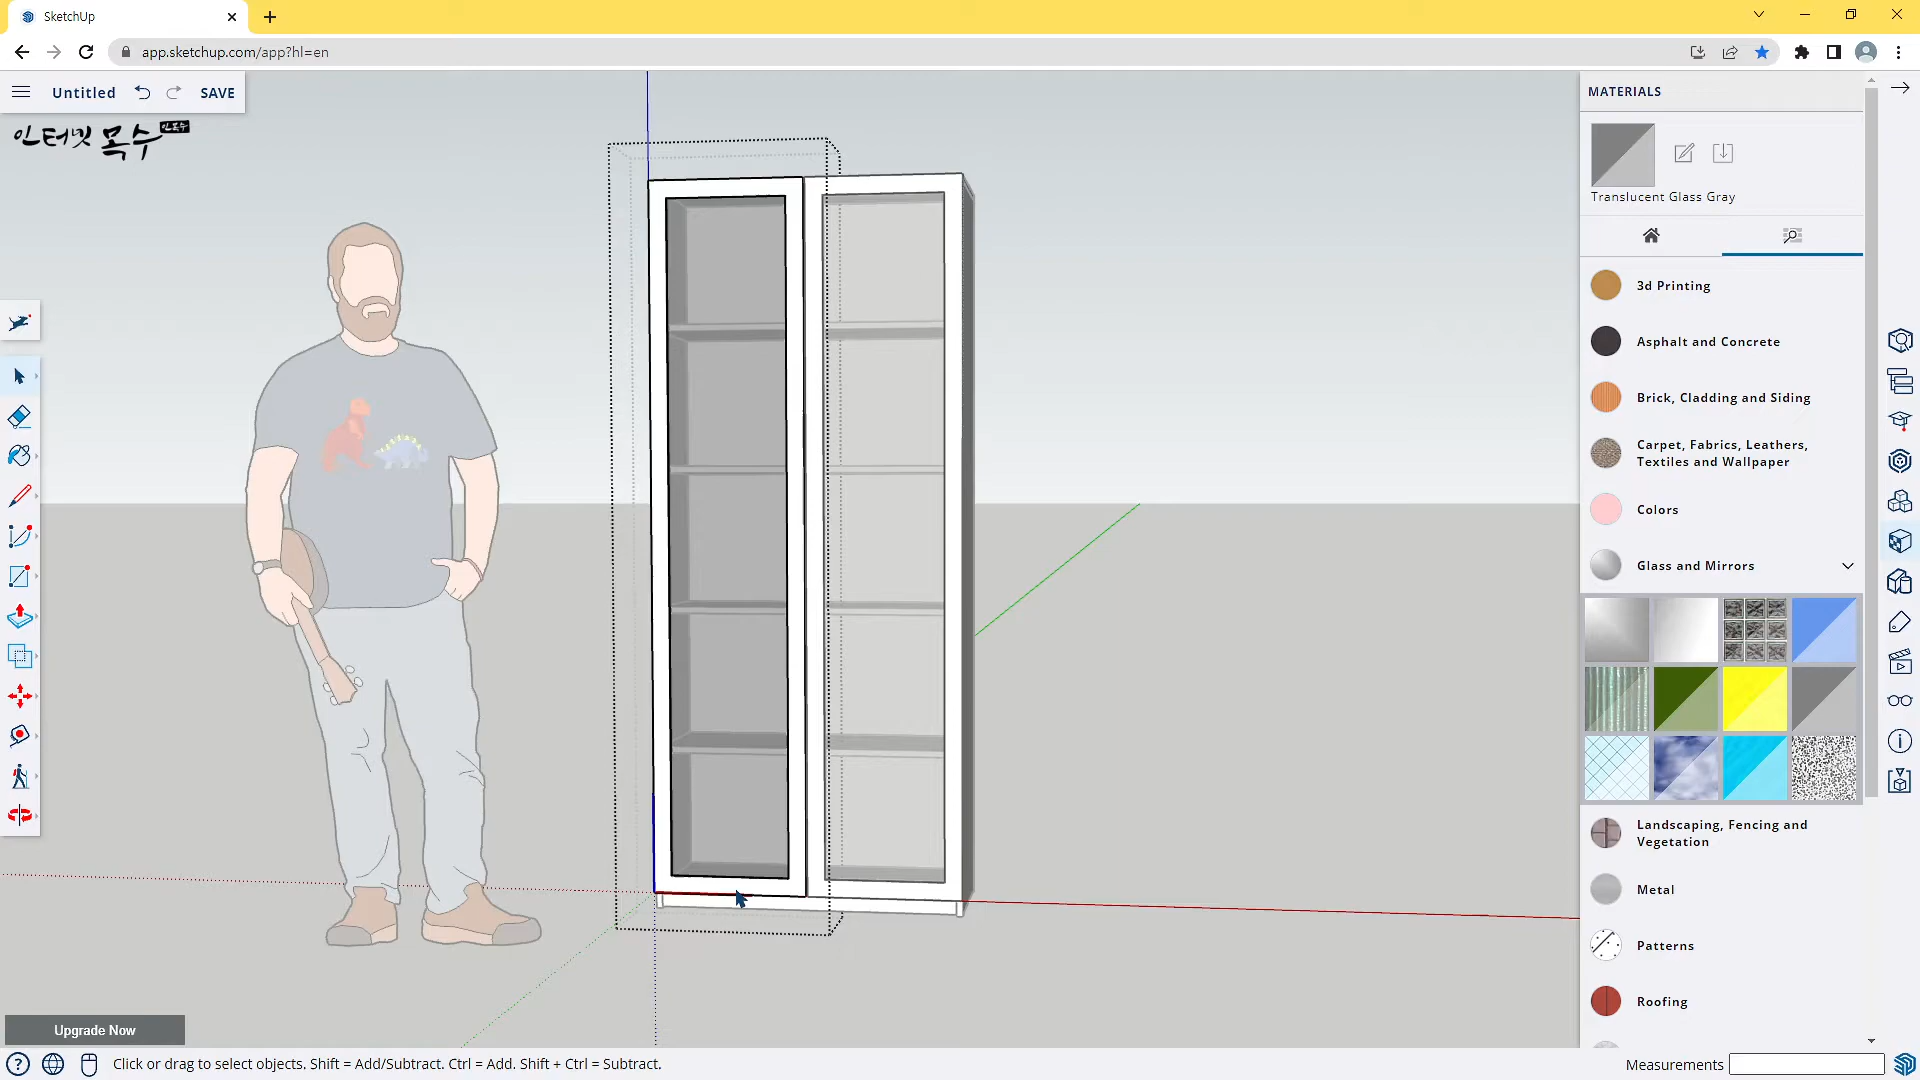 SketchUp
app.sketchup.com/app?hl=en
Untitled
SAVE
인터넷 목수 인목수
MATERIALS
Translucent Glass Gray
3d Printing
Asphalt and Concrete
Brick, Cladding and Siding
Carpet, Fabrics, Leathers,
Textiles and Wallpaper
Colors
Glass and Mirrors
Landscaping, Fencing and
Vegetation
Metal
Patterns
Roofing
Upgrade Now
Click or drag to select objects. Shift = Add/Subtract. Ctrl = Add. Shift + Ctrl = Subtract.
Measurements